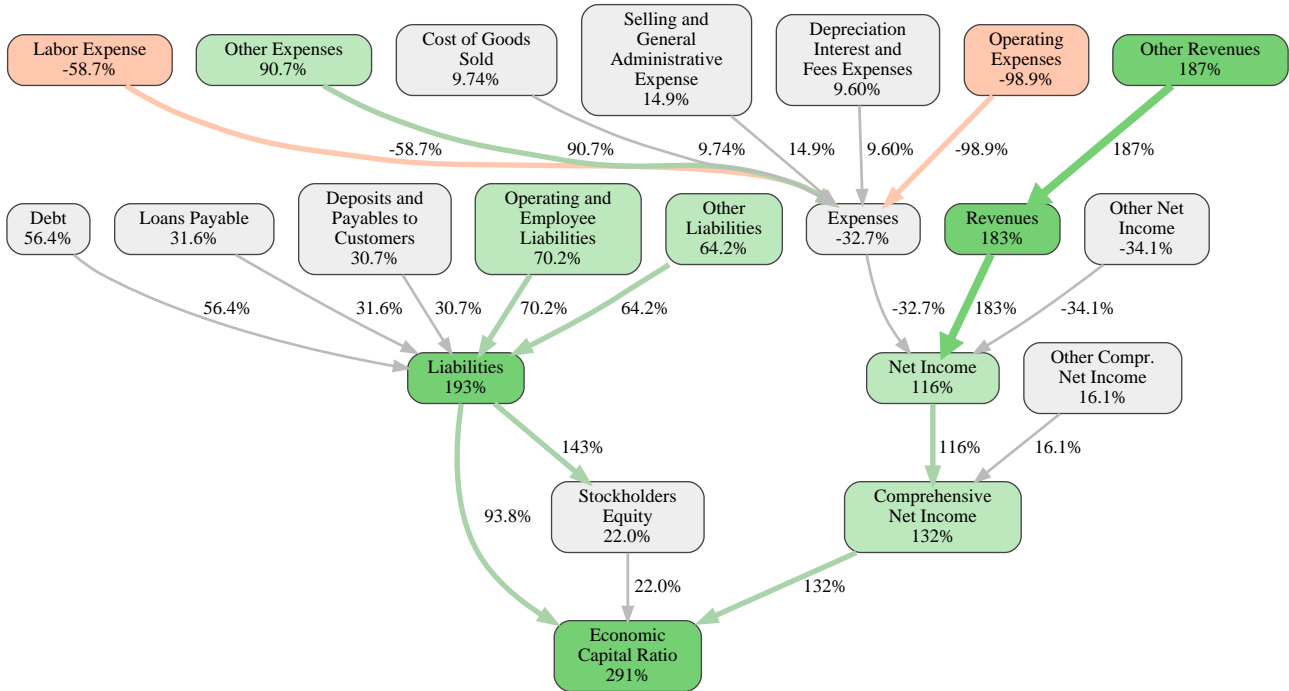 Labor Expense
-58.7%
Other Expenses
90.7%
Cost of Goods
Sold
9.74%
Selling and
General
Administrative
Expense
14.9%
Depreciation
Interest and
Fees Expenses
9.60%
Operating
Expenses
-98.9%
Other Revenues
187%
-58.7%
90.7%
9.74%
14.9%
9.60%
-98.9%
187%
Debt
56.4%
Loans Payable
31.6%
Deposits and
Payables to
Customers
30.7%
Operating and
Employee
Liabilities
70.2%
Other
Liabilities
64.2%
Expenses
-32.7%
Revenues
183%
Other Net
Income
-34.1%
56.4%
31.6%
30.7%
70.2%
64.2%
-32.7%
183%
-34.1%
Liabilities
193%
Net Income
116%
Other Compr.
Net Income
16.1%
143%
116%
16.1%
93.8%
Stockholders
Equity
22.0%
Comprehensive
Net Income
132%
22.0%
132%
Economic
Capital Ratio
291%